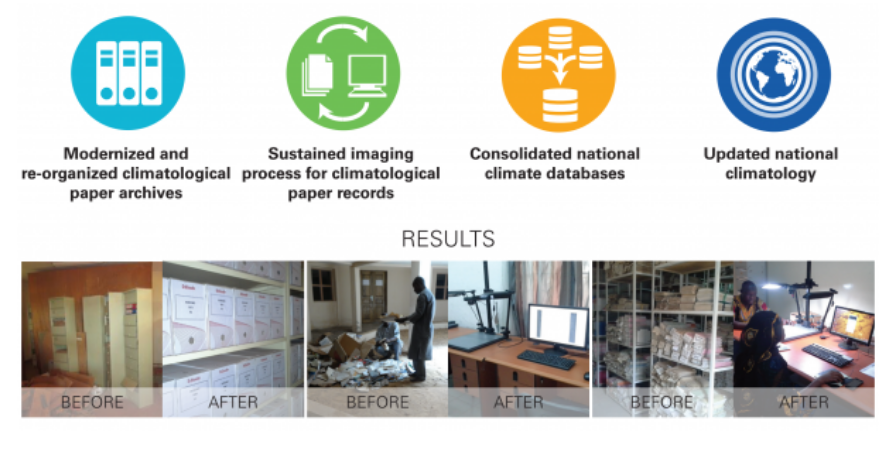 Modernized and
re-organized climatological
paper archives
Sustained imaging
process for climatological
paper records
Consolidated national
climate databases
Updated national
climatology
RESULTS
BEFORE
AFTER
BEFORE
AFTER
BEFORE
AFTER